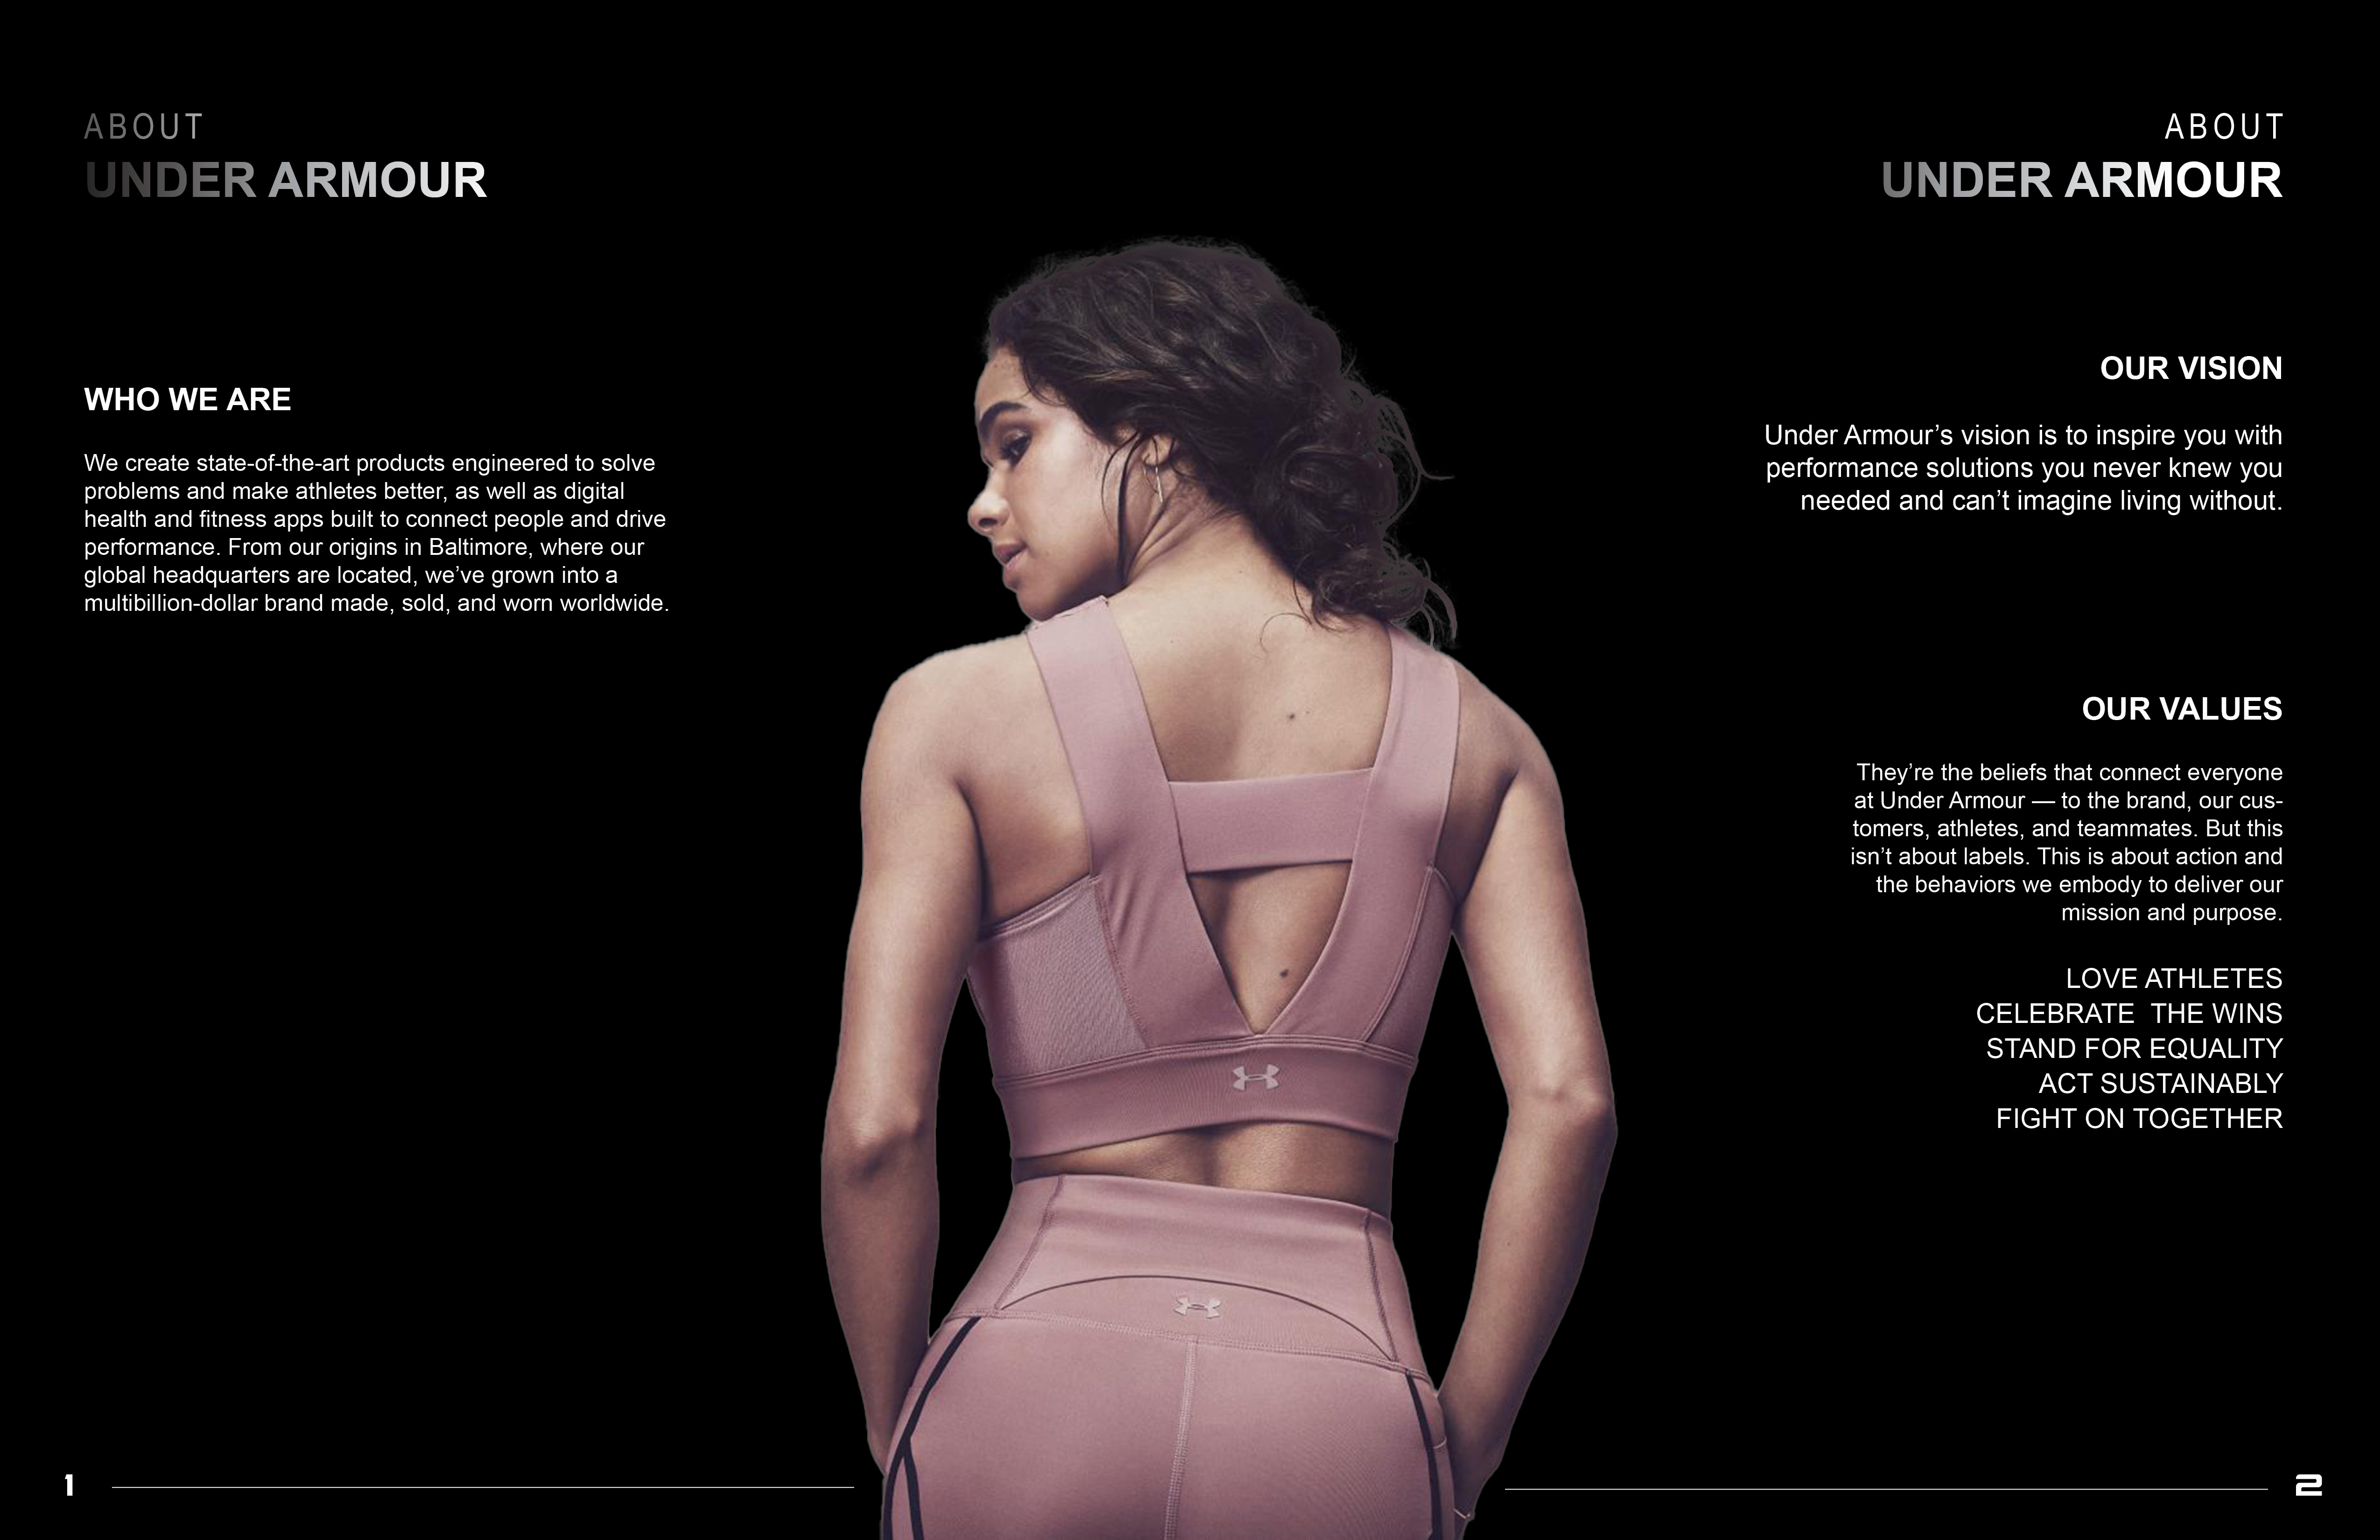 ABOUT
UNDER ARMOUR
WHO WE ARE
We create state-of-the-art products engineered to solve
problems and make athletes better, as well as digital
health and fitness apps built to connect people and drive
performance. From our origins in Baltimore, where our
global headquarters are located, we’ve grown into a
multibillion-dollar brand made, sold, and worn worldwide.
1
ABOUT
UNDER ARMOUR
OUR VISION
Under Armour’s vision is to inspire you with
performance solutions you never knew you
needed and can’t imagine living without.
OUR VALUES
They’re the beliefs that connect everyone
at Under Armour — to the brand, our cus-
tomers, athletes, and teammates. But this
isn’t about labels. This is about action and
the behaviors we embody to deliver our
mission and purpose.
LOVE ATHLETES
CELEBRATE  THE WINS
STAND FOR EQUALITY
ACT SUSTAINABLY
FIGHT ON TOGETHER
2